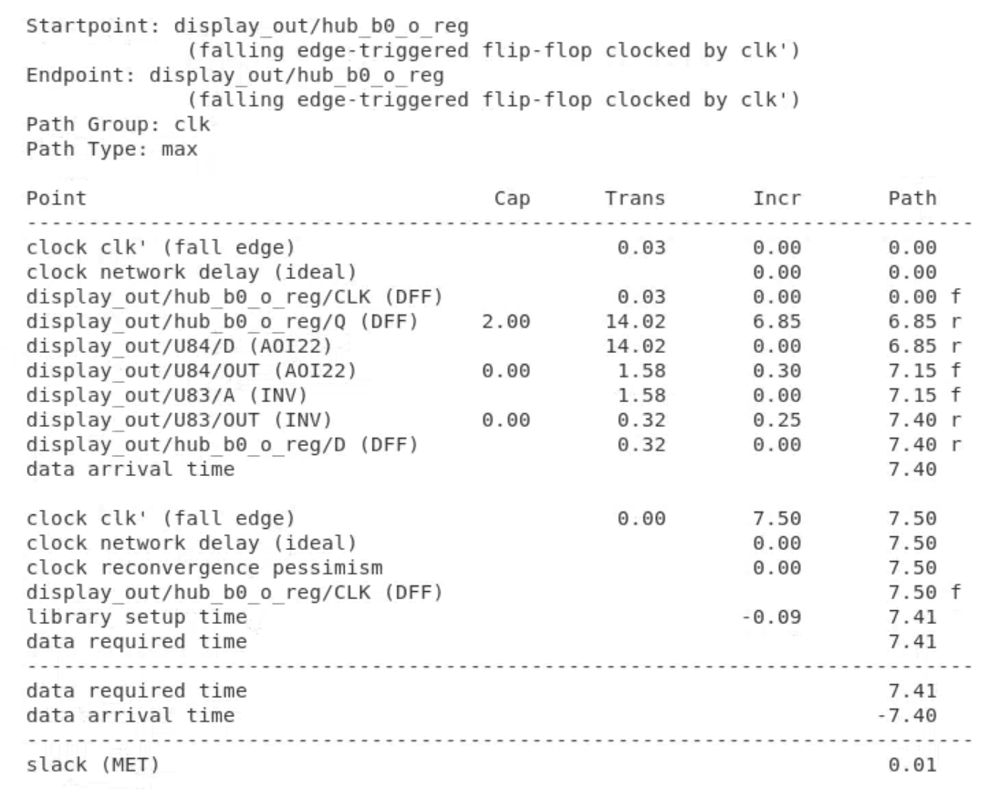 Startpoint: display_out/hub_b0_o_reg
(falling edge-triggered flip-flop clocked by clk')
Endpoint: display_out/hub_b0_o_reg
(falling edge-triggered flip-flop clocked by clk')
Path Group: clk
Path Type: max
Point Cap Trans Incr Path
-----------------------------------------------------------------------------
clock clk' (fall edge) 0.03 0.00 0.00
clock network delay (ideal) 0.00 0.00
display_out/hub_b0_o_reg/CLK (DFF) 0.03 0.00 0.00 f
display_out/hub_b0_o_reg/Q (DFF) 2.00 14.02 6.85 6.85 r
display_out/U84/D (AOI22) 14.02 0.00 6.85 r
display_out/U84/OUT (AOI22) 0.00 1.58 0.30 7.15 f
display_out/U83/A (INV) 1.58 0.00 7.15 f
display_out/U83/OUT (INV) 0.00 0.32 0.25 7.40 r
display_out/hub_b0_o_reg/D (DFF) 0.32 0.00 7.40 r
data arrival time 7.40
clock clk' (fall edge) 0.00 7.50 7.50
clock network delay (ideal) 0.00 7.50
clock reconvergence pessimism 0.00 7.50
display_out/hub_b0_o_reg/CLK (DFF) 7.50 f
library setup time -0.09 7.41
data required time 7.41
-----------------------------------------------------------------------------
data required time 7.41
data arrival time -7.40
-----------------------------------------------------------------------------
slack (MET) 0.01